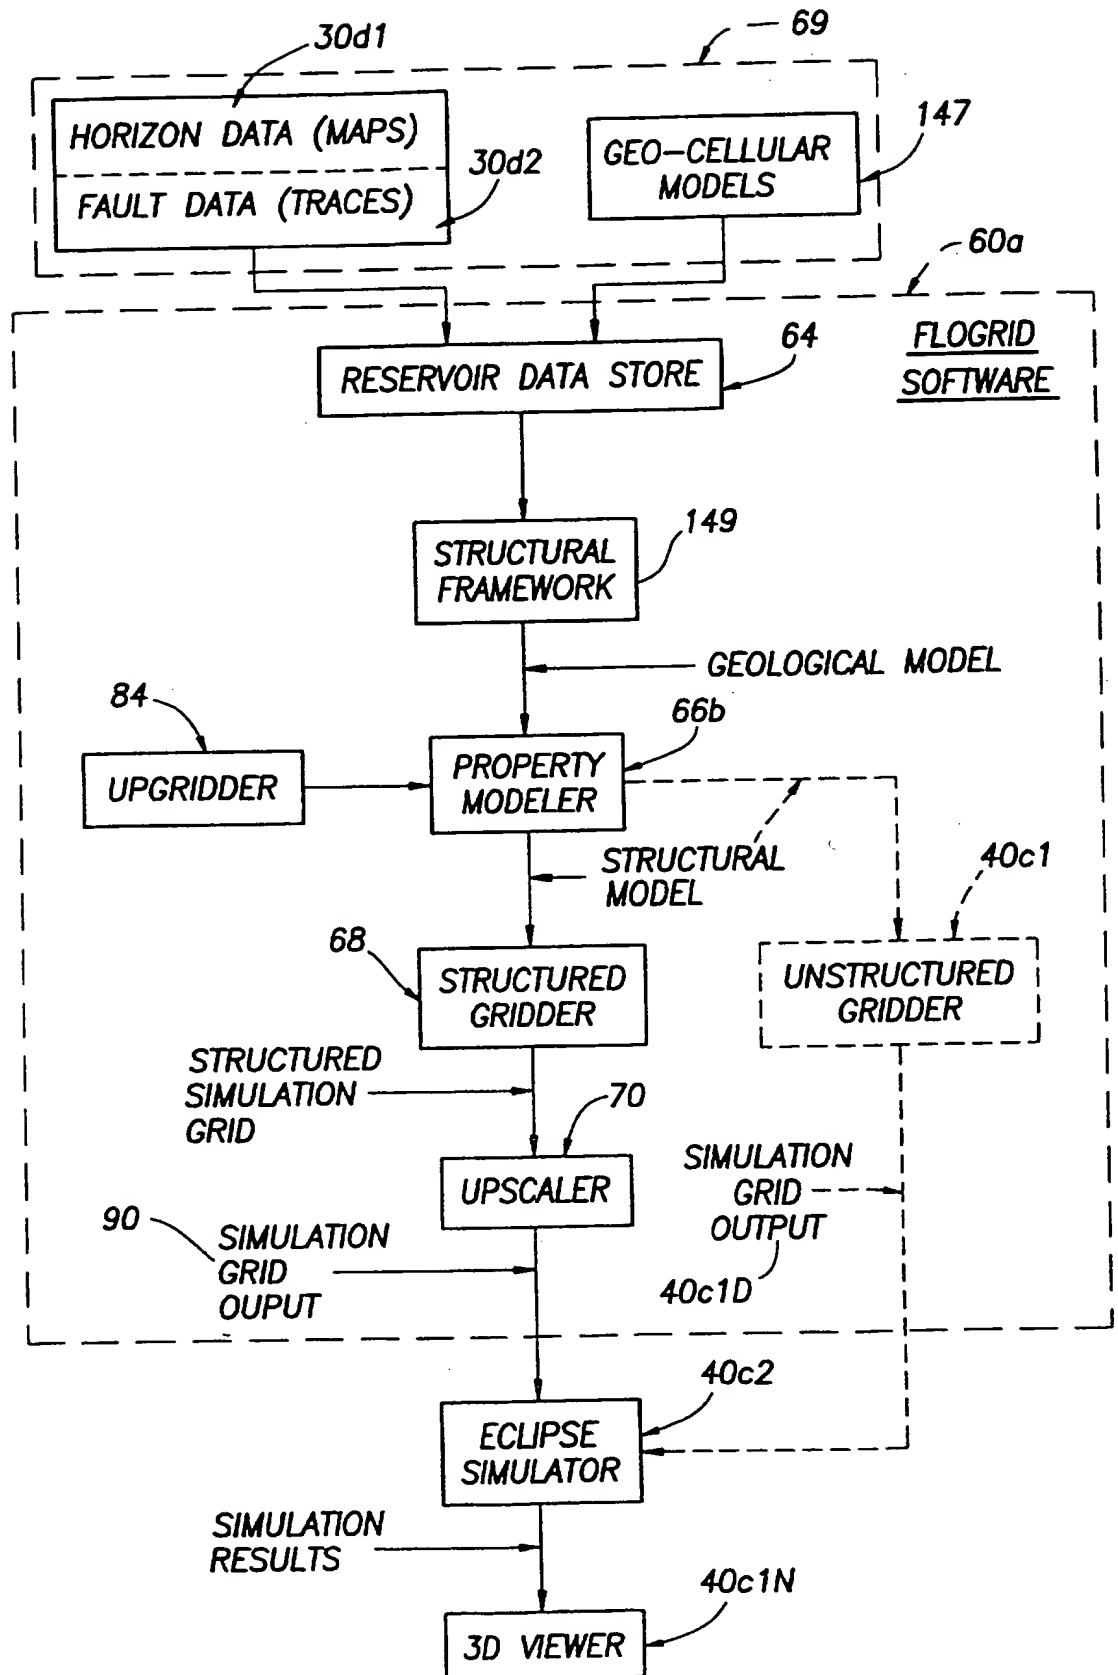 30d1
69
HORIZON DATA (MAPS)
30d2
FAULT DATA (TRACES)
GEO-CELLULAR
MODELS
147
60a
FLOGRID
SOFTWARE
RESERVOIR DATA STORE
64
STRUCTURAL
FRAMEWORK
149
GEOLOGICAL MODEL
84
UPGRIDDER
66b
PROPERTY
MODELER
STRUCTURAL
MODEL
40c1
68
STRUCTURED
GRIDDER
UNSTRUCTURED
GRIDDER
STRUCTURED
SIMULATION
GRID
70
UPSCALER
SIMULATION
GRID
OUTPUT
40c1D
90
SIMULATION
GRID
OUPUT
40c2
ECLIPSE
SIMULATOR
SIMULATION
RESULTS
40c1N
3D VIEWER